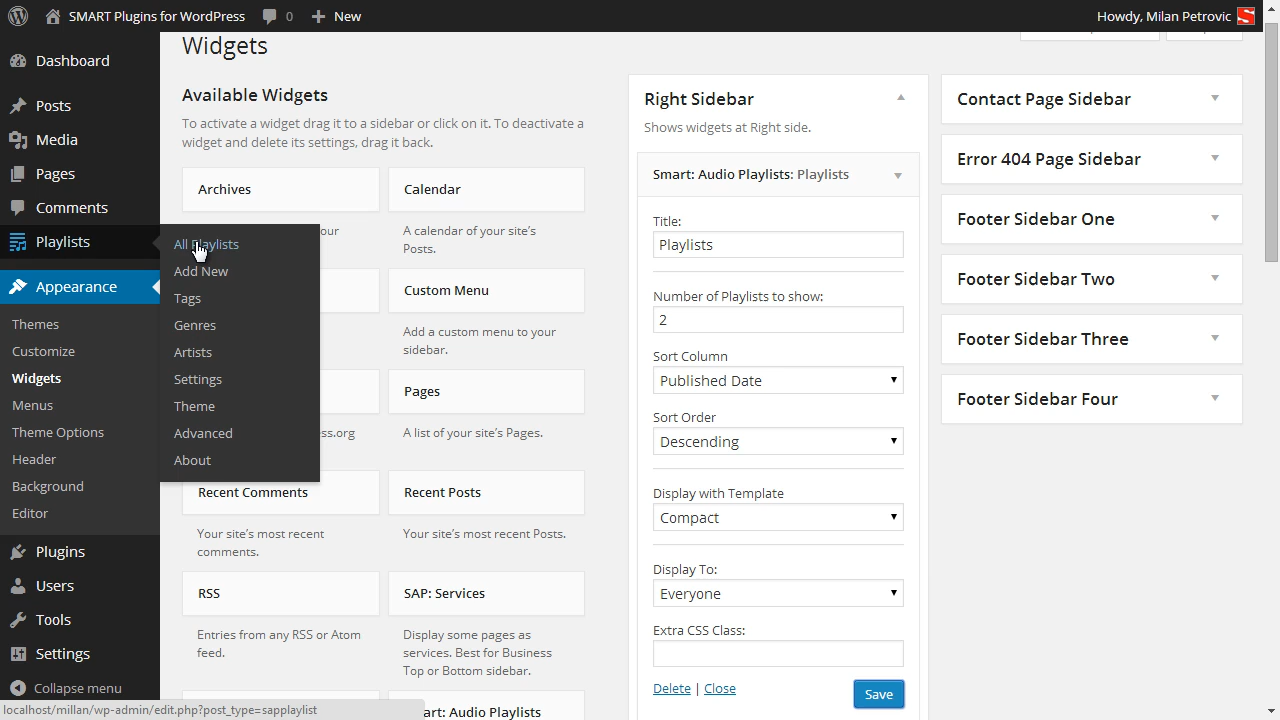 SMART Plugins for WordPress
0
New
Howdy, Milan Petrovic
Dashboard
Posts
Media
Pages
Comments
Playlists
Appearance
Themes
Customize
Widgets
Menus
Theme Options
Header
Background
Editor
Plugins
Users
Tools
Settings
Collapse menu
All Playlists
Add New
Tags
Genres
Artists
Settings
Theme
Advanced
About
Widgets
Available Widgets
To activate a widget drag it to a sidebar or click on it. To deactivate a
widget and delete its settings, drag it back.
Archives
Calendar
A calendar of your site's
Posts.
Custom Menu
Add a custom menu to your
sidebar.
Pages
A list of your site's Pages.
Recent Comments
Recent Posts
Your site's most recent
comments.
Your site's most recent Posts.
RSS
SAP: Services
Entries from any RSS or Atom
feed.
Display some pages as
services. Best for Business
Top or Bottom sidebar.
Audio Playlists
Right Sidebar
Shows widgets at Right side.
Smart: Audio Playlists: Playlists
Title:
Playlists
Number of Playlists to show:
2
Sort Column
Published Date
Sort Order
Descending
Display with Template
Compact
Display To:
Everyone
Extra CSS Class:
Delete | Close
Save
Contact Page Sidebar
Error 404 Page Sidebar
Footer Sidebar One
Footer Sidebar Two
Footer Sidebar Three
Footer Sidebar Four
localhost/millan/wp-admin/edit.php?post_type=sapplaylist